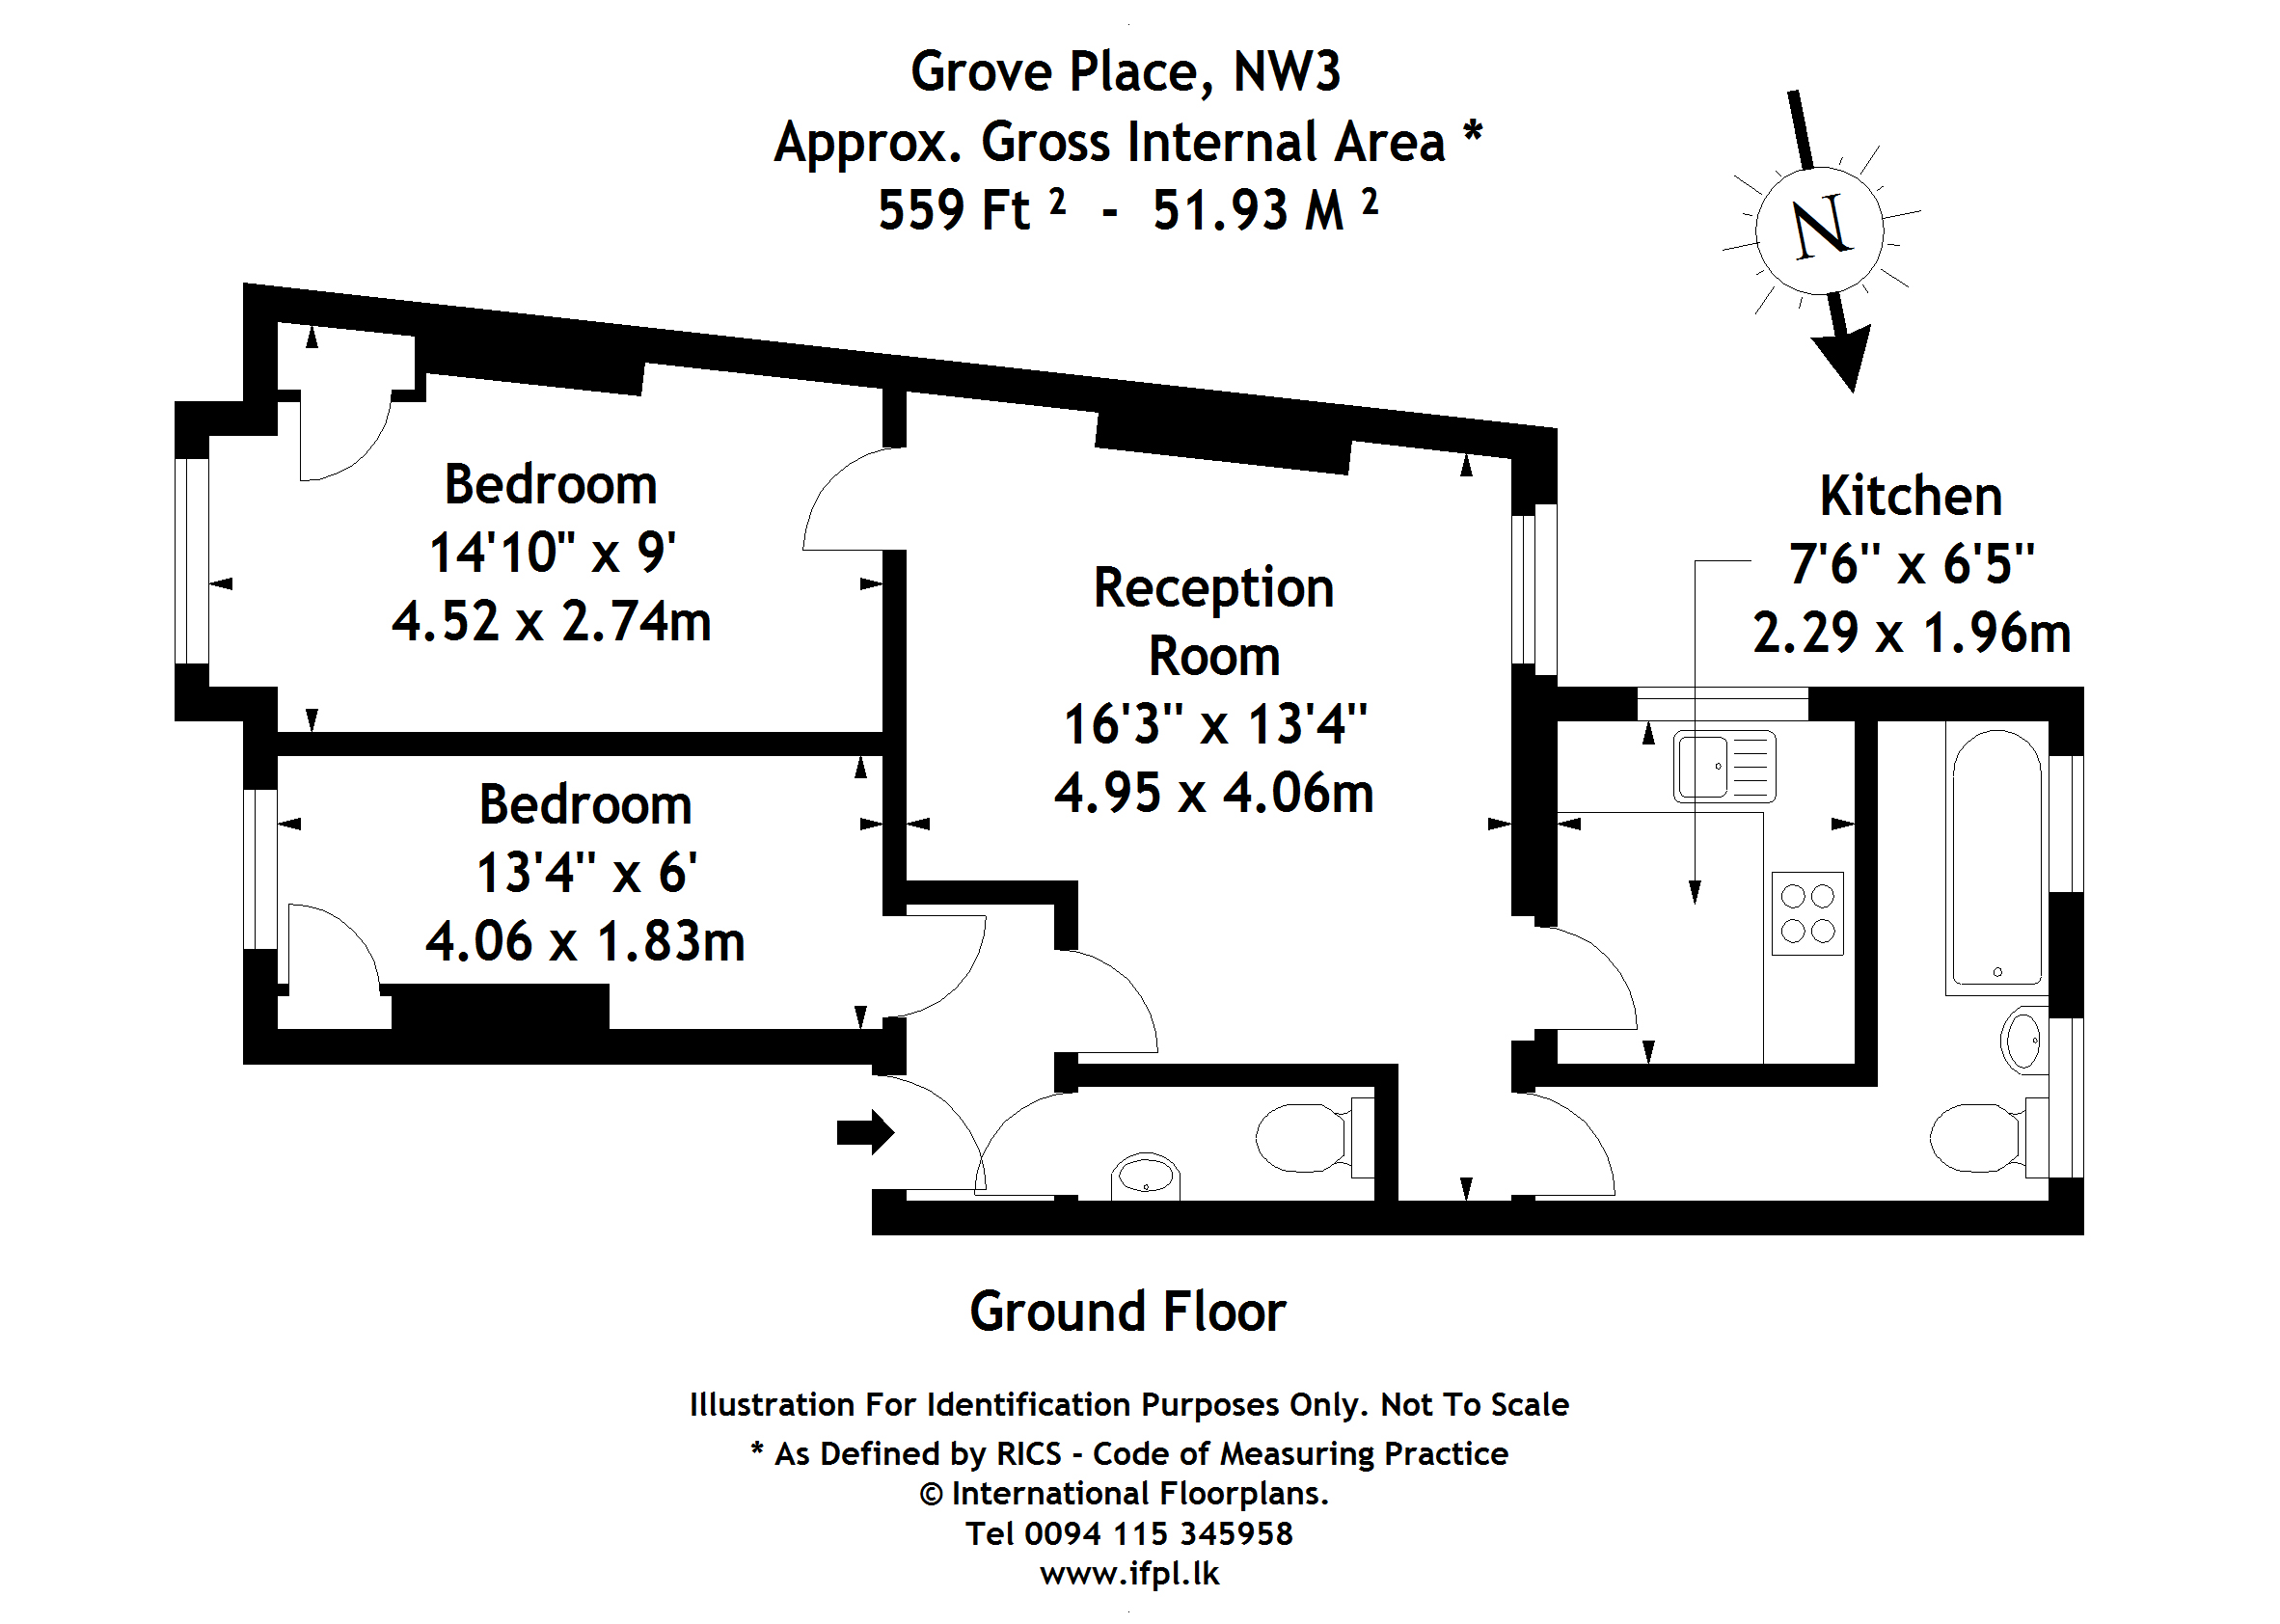 Grove Place, NW3
Approx. Gross Internal Area *
559 Ft ² - 51.93 M ²
N
Bedroom
14'10" x 9'
4.52 x 2.74m
Reception
Room
16'3" x 13'4"
4.95 x 4.06m
Kitchen
7'6" x 6'5"
2.29 x 1.96m
Bedroom
13'4" x 6'
4.06 x 1.83m
Ground Floor
Illustration For Identification Purposes Only. Not To Scale
* As Defined by RICS - Code of Measuring Practice
© International Floorplans.
Tel 0094 115 345958
www.ifpl.lk